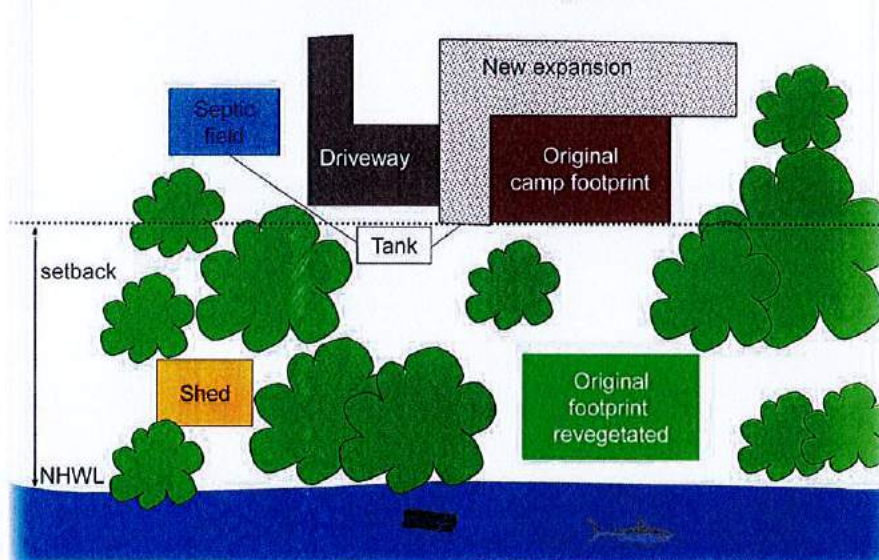 New expansion
Septic
field
Driveway
Original
camp footprint
Tank
setback
Shed
Original
footprint
revegetated
NHWL